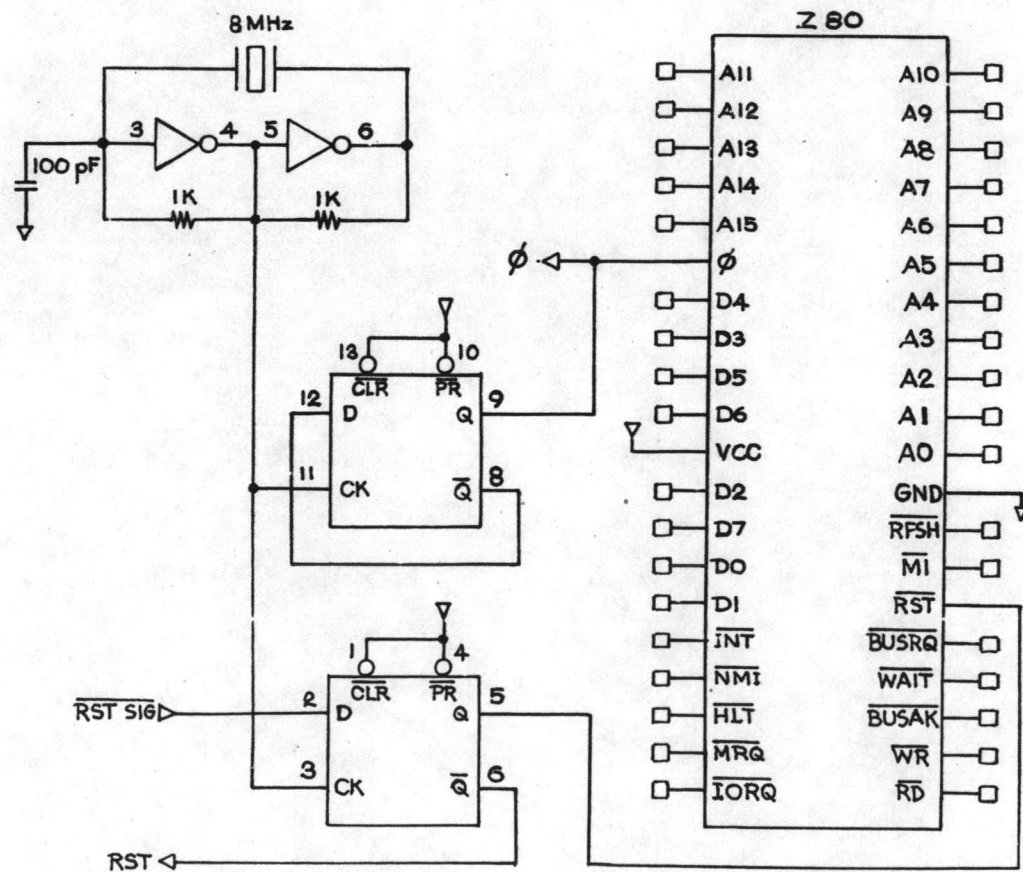 8 MHz
3
4
5
6
100 pF
1K
1K
13
10
CLR
PR
12
D
Q
9
11
CK
Q
8
1
4
CLR
PR
RST SIG
2
D
Q
5
3
CK
Q
6
RST
Z 80
A11
A10
A12
A9
A13
A8
A14
A7
A15
A6
φ
φ
A5
D4
A4
D3
A3
D5
A2
D6
A1
VCC
A0
D2
GND
D7
RFSH
D0
M1
D1
RST
INT
BUSRQ
NMI
WAIT
HLT
BUSAK
MRQ
WR
IORQ
RD